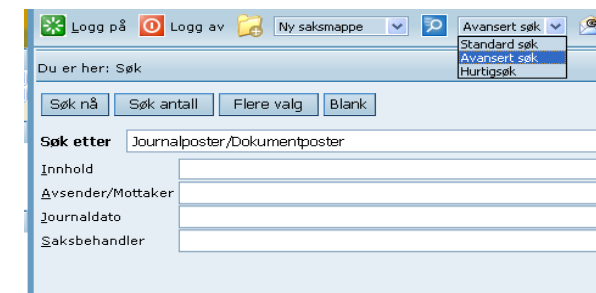 Logg på Logg av Ny saksmappe Avansert søk
Standard søk
Avansert søk
Hurtigsøk
Du er her: Søk
Søk nå Søk antall Flere valg Blank
Søk etter Journalposter/Dokumentposter
Innhold
Avsender/Mottaker
Journaldato
Saksbehandler